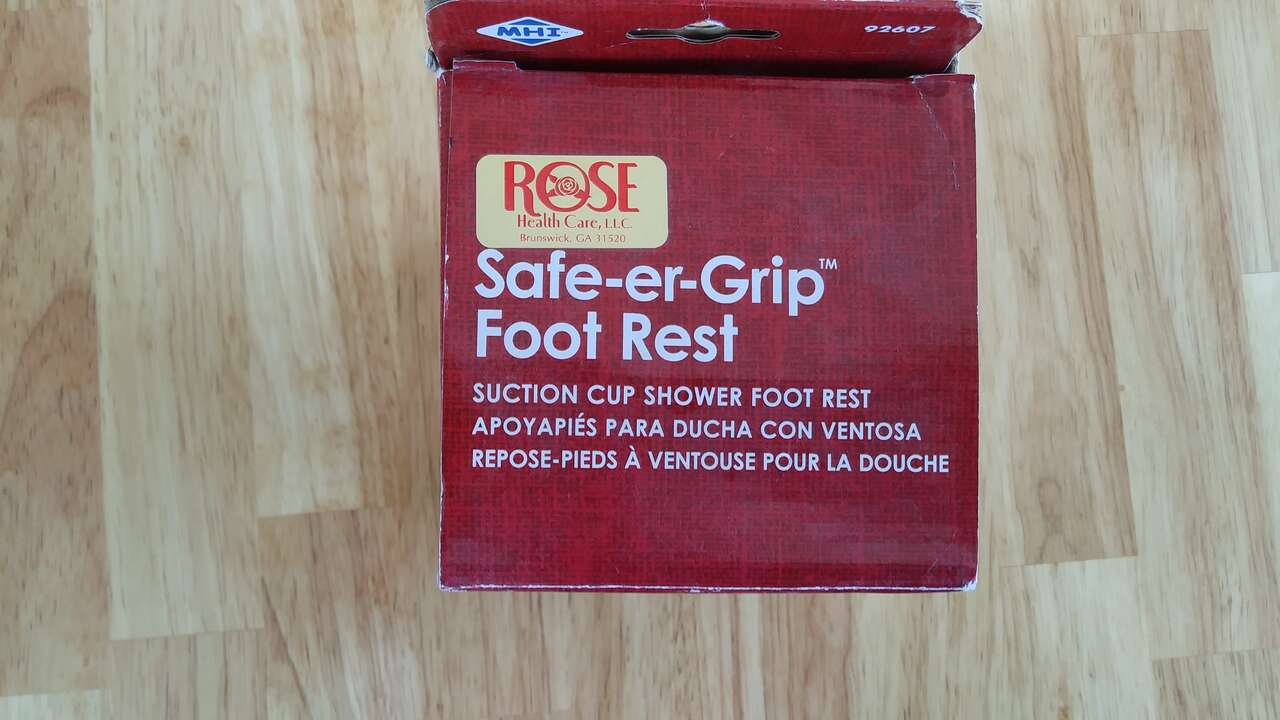 MHI
92607
ROSE
Health Care, LLC.
Brunswick, GA 31520
Safe-er-Grip™
Foot Rest
SUCTION CUP SHOWER FOOT REST
APOYAPIÉS PARA DUCHA CON VENTOSA
REPOSE-PIEDS À VENTOUSE POUR LA DOUCHE